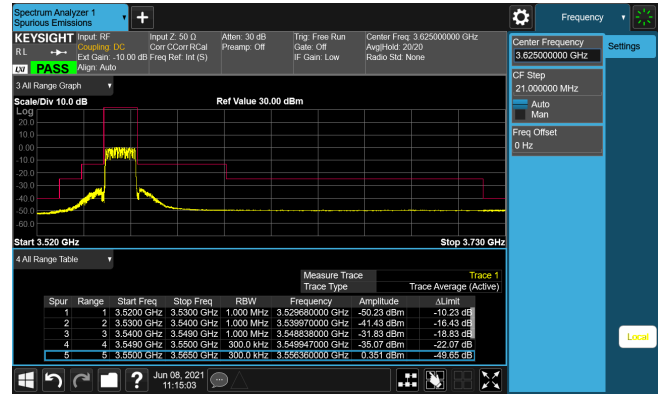 Spectrum Analyzer 1
Spurious Emissions
Frequency
KEYSIGHT
RL
LXI
PASS
Input: RF
Coupling: DC
Ext Gain: -10.00 dB
Align: Auto
Input Z: 50 Ω
Corr CCorr RCal
Freq Ref: Int (S)
Atten: 30 dB
Preamp: Off
Trig: Free Run
Gate: Off
IF Gain: Low
Center Freq: 3.625000000 GHz
Avg|Hold: 20/20
Radio Std: None
Center Frequency
3.625000000 GHz
Settings
CF Step
21.000000 MHz
Auto
Man
Freq Offset
0 Hz
Local
3 All Range Graph
Scale/Div 10.0 dB
Ref Value 30.00 dBm
Log
20.0
10.0
0.00
-10.0
-20.0
-30.0
-40.0
-50.0
-60.0
Start 3.520 GHz
Stop 3.730 GHz
4 All Range Table
Measure Trace Trace 1
Trace Type Trace Average (Active)
Spur Range Start Freq Stop Freq RBW Frequency Amplitude ΔLimit
1 1 3.5200 GHz 3.5300 GHz 1.000 MHz 3.529680000 GHz -50.23 dBm -10.23 dB
2 2 3.5300 GHz 3.5400 GHz 1.000 MHz 3.539970000 GHz -41.43 dBm -16.43 dB
3 3 3.5400 GHz 3.5490 GHz 1.000 MHz 3.548838000 GHz -31.83 dBm -18.83 dB
4 4 3.5490 GHz 3.5500 GHz 300.0 kHz 3.549947000 GHz -35.07 dBm -22.07 dB
5 5 3.5500 GHz 3.5650 GHz 300.0 kHz 3.556360000 GHz 0.351 dBm -49.65 dB
Jun 08, 2021
11:15:03